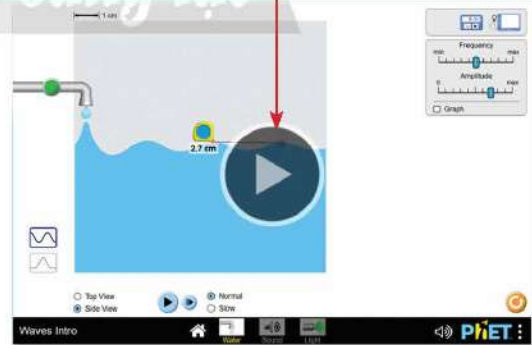 1 cm
Frequency
min max
Amplitude
0 max
Graph
2.7 cm
Top View
Side View
Normal
Slow
Waves Intro
Water
Sound
Light
PhET